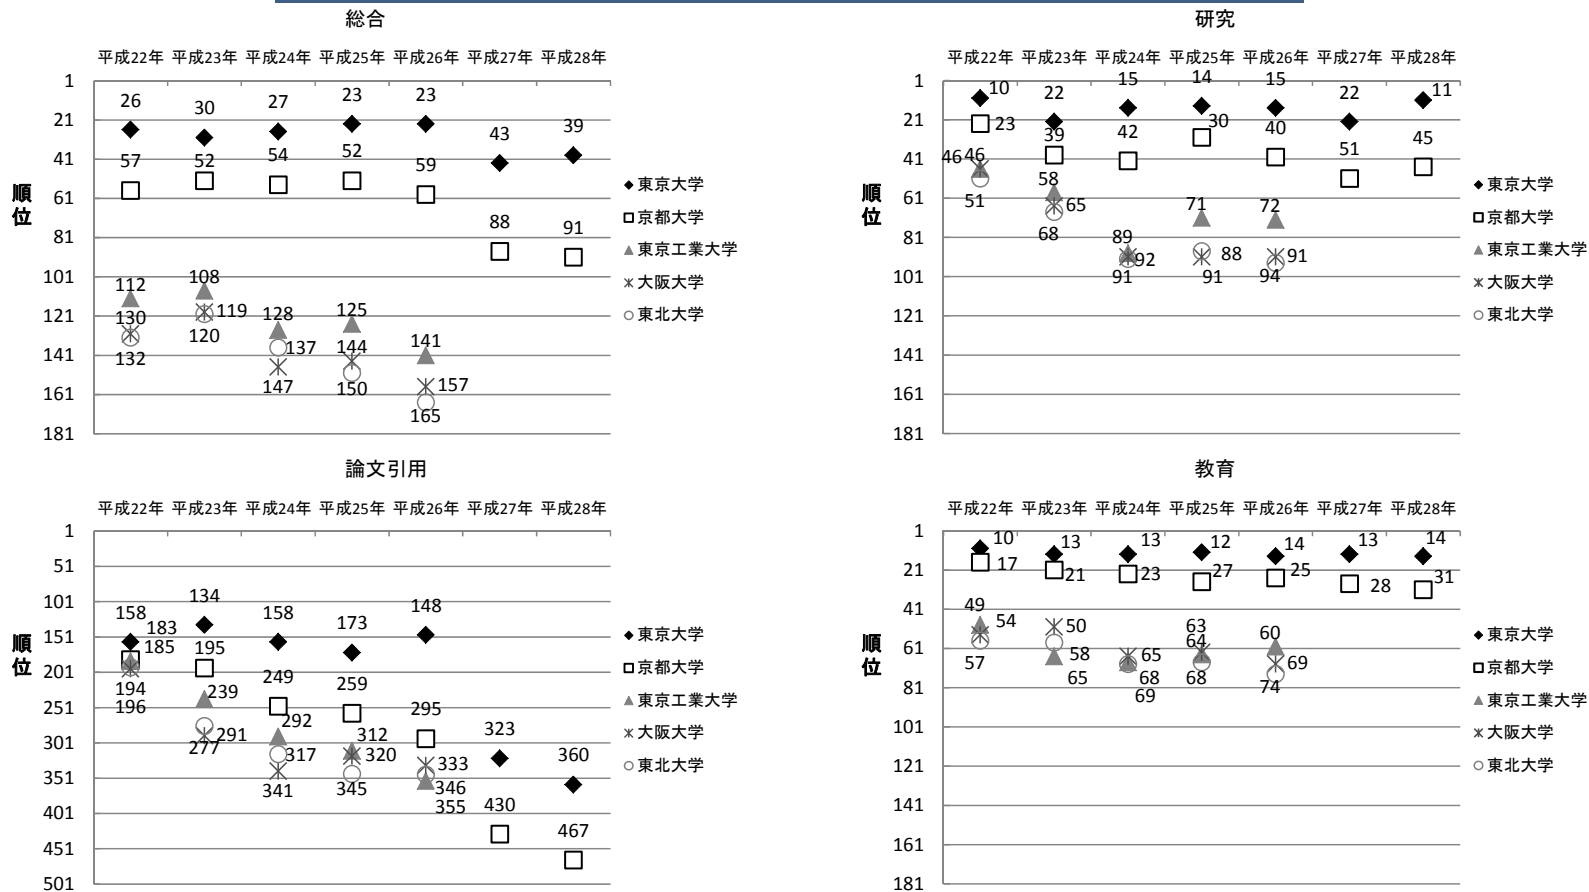 総合
平成22年 平成23年 平成24年 平成25年 平成26年 平成27年 平成28年
順位
1
21
41
61
81
101
121
141
161
181
26 30 27 23 23 43 39
57 52 54 52 59 88 91
112 108 128 125 141
130 119 147 144 157
132 120 137 150 165
◆東京大学
□京都大学
▲東京工業大学
大阪大学
○東北大学
研究
平成22年 平成23年 平成24年 平成25年 平成26年 平成27年 平成28年
順位
1
21
41
61
81
101
121
141
161
181
10 22 15 14 15 22 11
23 39 42 30 40 51 45
46 58 89 71 72
46 65 91 91 91
51 68 92 88 94
◆東京大学
□京都大学
▲東京工業大学
大阪大学
○東北大学
論文引用
平成22年 平成23年 平成24年 平成25年 平成26年 平成27年 平成28年
順位
1
51
101
151
201
251
301
351
401
451
501
158 134 158 173 148 323 360
183 195 249 259 295 430 467
185 239 292 312 355
194 291 341 320 333
196 277 317 345 346
◆東京大学
□京都大学
▲東京工業大学
大阪大学
○東北大学
教育
平成22年 平成23年 平成24年 平成25年 平成26年 平成27年 平成28年
順位
1
21
41
61
81
101
121
141
161
181
10 13 13 12 14 13 14
17 21 23 27 25 28 31
49 65 68 64 60
54 50 65 63 69
57 58 69 68 74
◆東京大学
□京都大学
▲東京工業大学
大阪大学
○東北大学